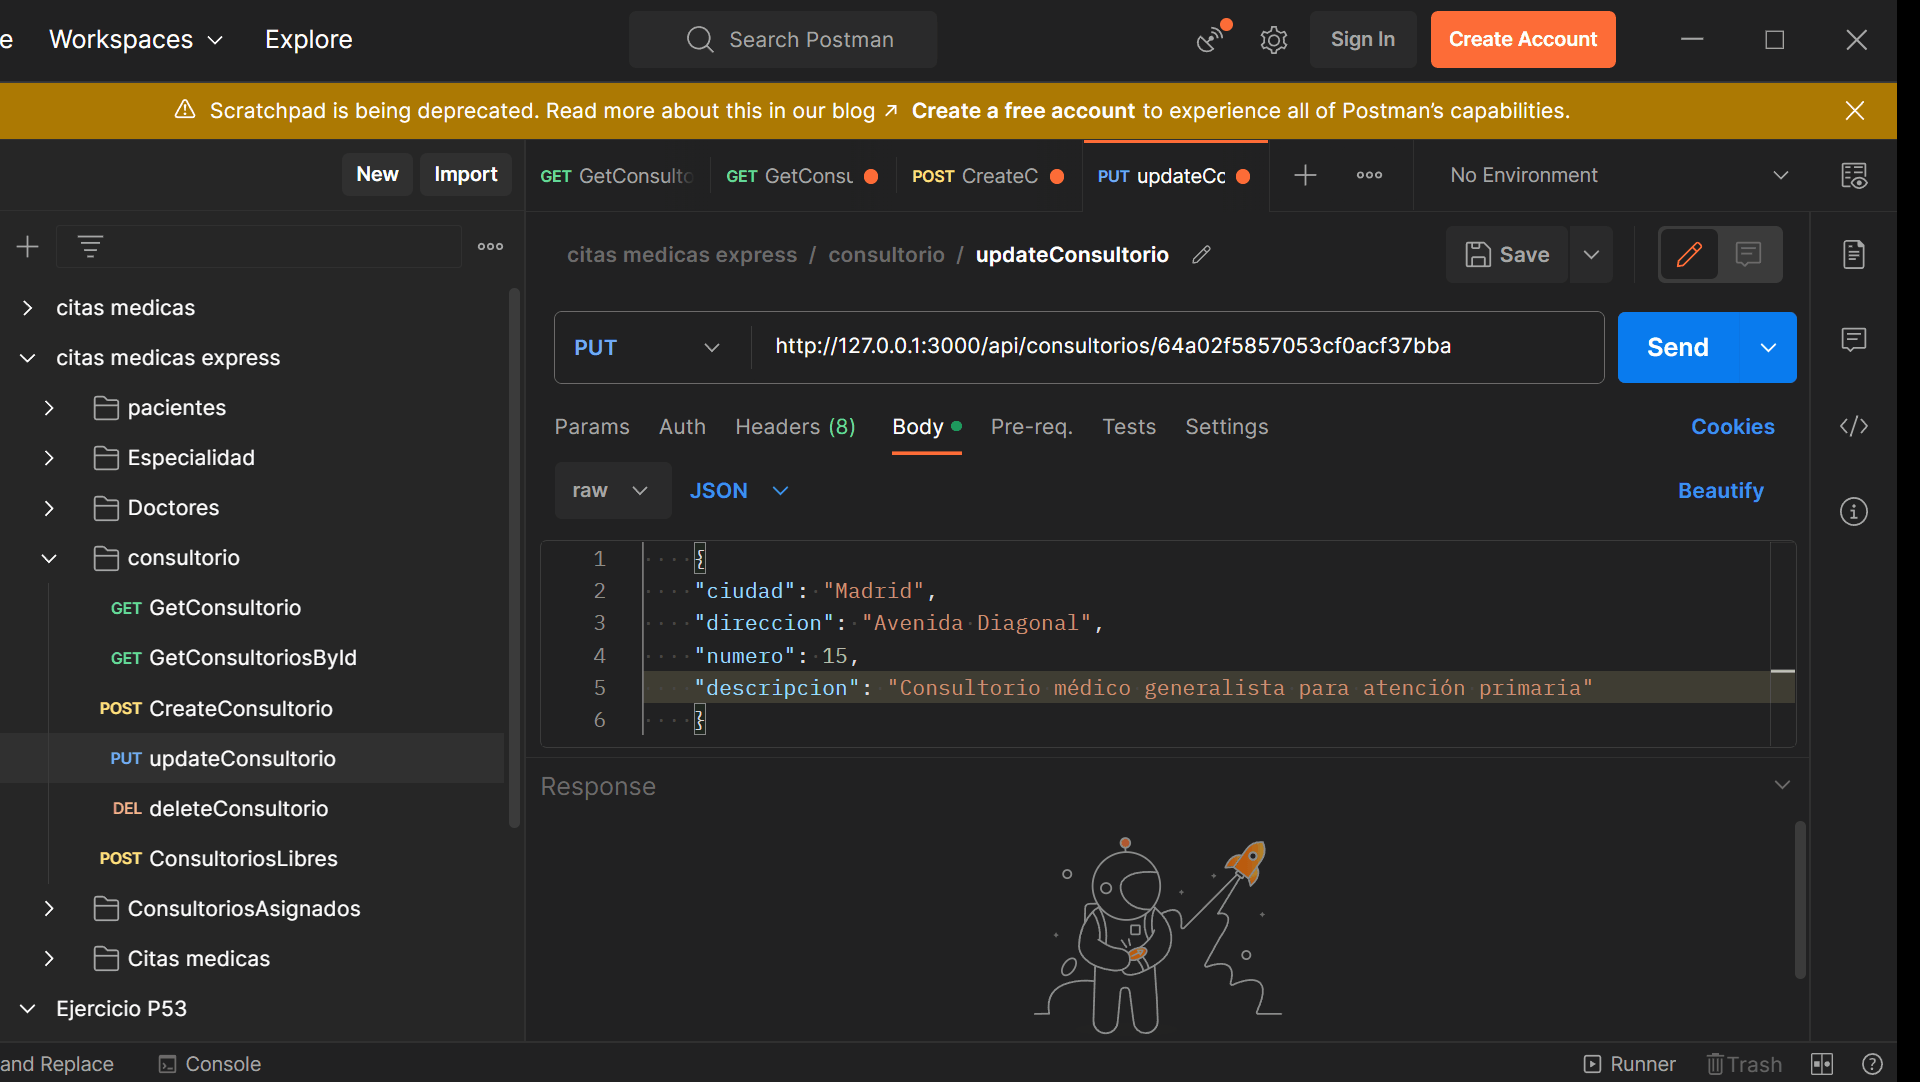 e Workspaces Explore Search Postman Sign In Create Account
Scratchpad is being deprecated. Read more about this in our blog ↗ Create a free account to experience all of Postman's capabilities.
New Import
GET GetConsulto GET GetConsu POST CreateC PUT updateCo No Environment
citas medicas express / consultorio / updateConsultorio Save
PUT http://127.0.0.1:3000/api/consultorios/64a02f5857053cf0acf37bba Send
Params Auth Headers (8) Body Pre-req. Tests Settings Cookies
raw JSON Beautify
1 {
2 "ciudad": "Madrid",
3 "direccion": "Avenida Diagonal",
4 "numero": 15,
5 "descripcion": "Consultorio médico generalista para atención primaria"
6 }
Response
citas medicas
citas medicas express
pacientes
Especialidad
Doctores
consultorio
GET GetConsultorio
GET GetConsultoriosById
POST CreateConsultorio
PUT updateConsultorio
DEL deleteConsultorio
POST ConsultoriosLibres
ConsultoriosAsignados
Citas medicas
Ejercicio P53
and Replace Console Runner Trash